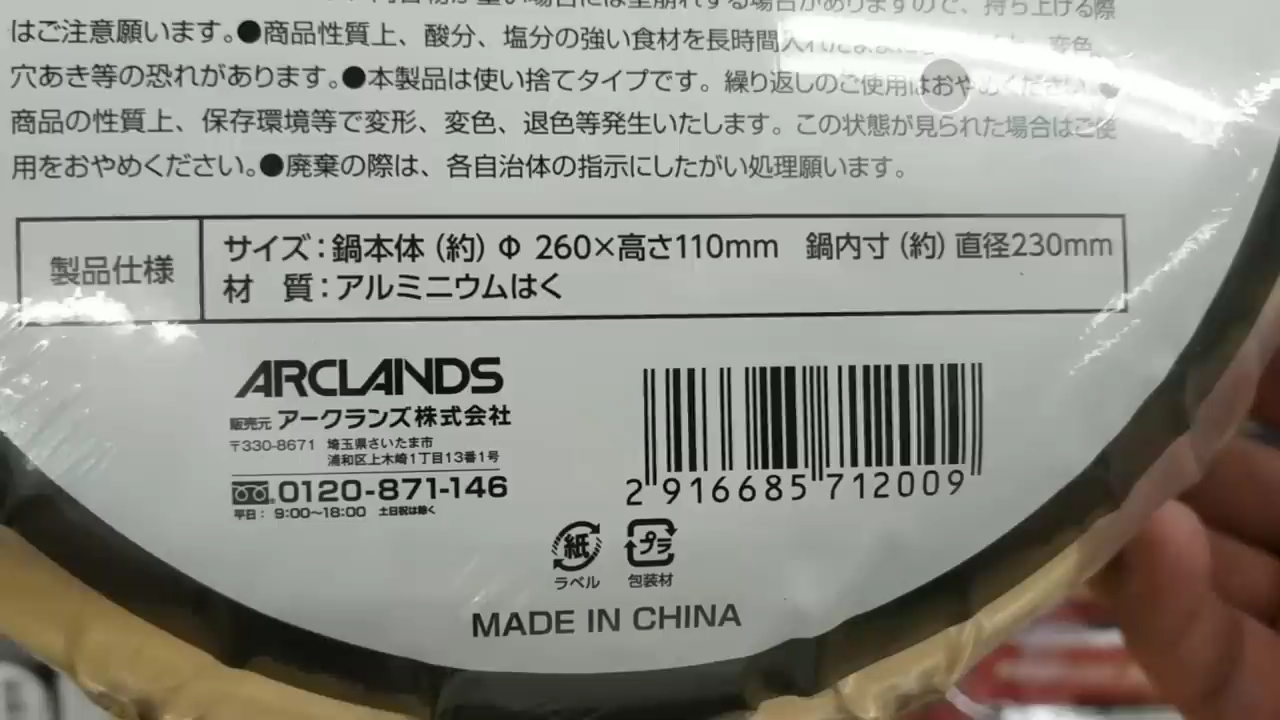 はご注意願います。●商品性質上、酸分、塩分の強い食材を長時間入れたまま 変色、
穴あき等の恐れがあります。●本製品は使い捨てタイプです。繰り返しのご使用はおやめください。●
商品の性質上、保存環境等で変形、変色、退色等発生いたします。この状態が見られた場合はご使
用をおやめください。●廃棄の際は、各自治体の指示にしたがい処理願います。
製品仕様
サイズ:鍋本体(約)Φ 260×高さ110mm 鍋内寸(約)直径230mm
材 質:アルミニウムはく
ARCLANDS
販売元 アークランズ株式会社
〒330-8671 埼玉県さいたま市
浦和区上木崎1丁目13番1号
0120-871-146
平日: 9:00〜18:00 土日祝は除く
2 916685 712009
紙 プラ
ラベル 包装材
MADE IN CHINA